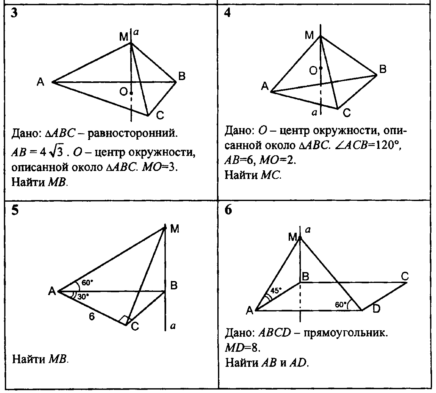 3
a
M
A
B
O
C
Дано: ΔABC – равносторонний.
AB = 4√3. O – центр окружности,
описанной около ΔABC. MO=3.
Найти MB.
4
M
O
B
A
C
a
Дано: O – центр окружности, опи-
санной около ΔABC. ∠ACB=120°,
AB=6, MO=2.
Найти MC.
5
M
60°
A
30°
B
6
C
a
Найти MB.
6
a
M
B
C
45°
60°
A
D
Дано: ABCD – прямоугольник.
MD=8.
Найти AB и AD.